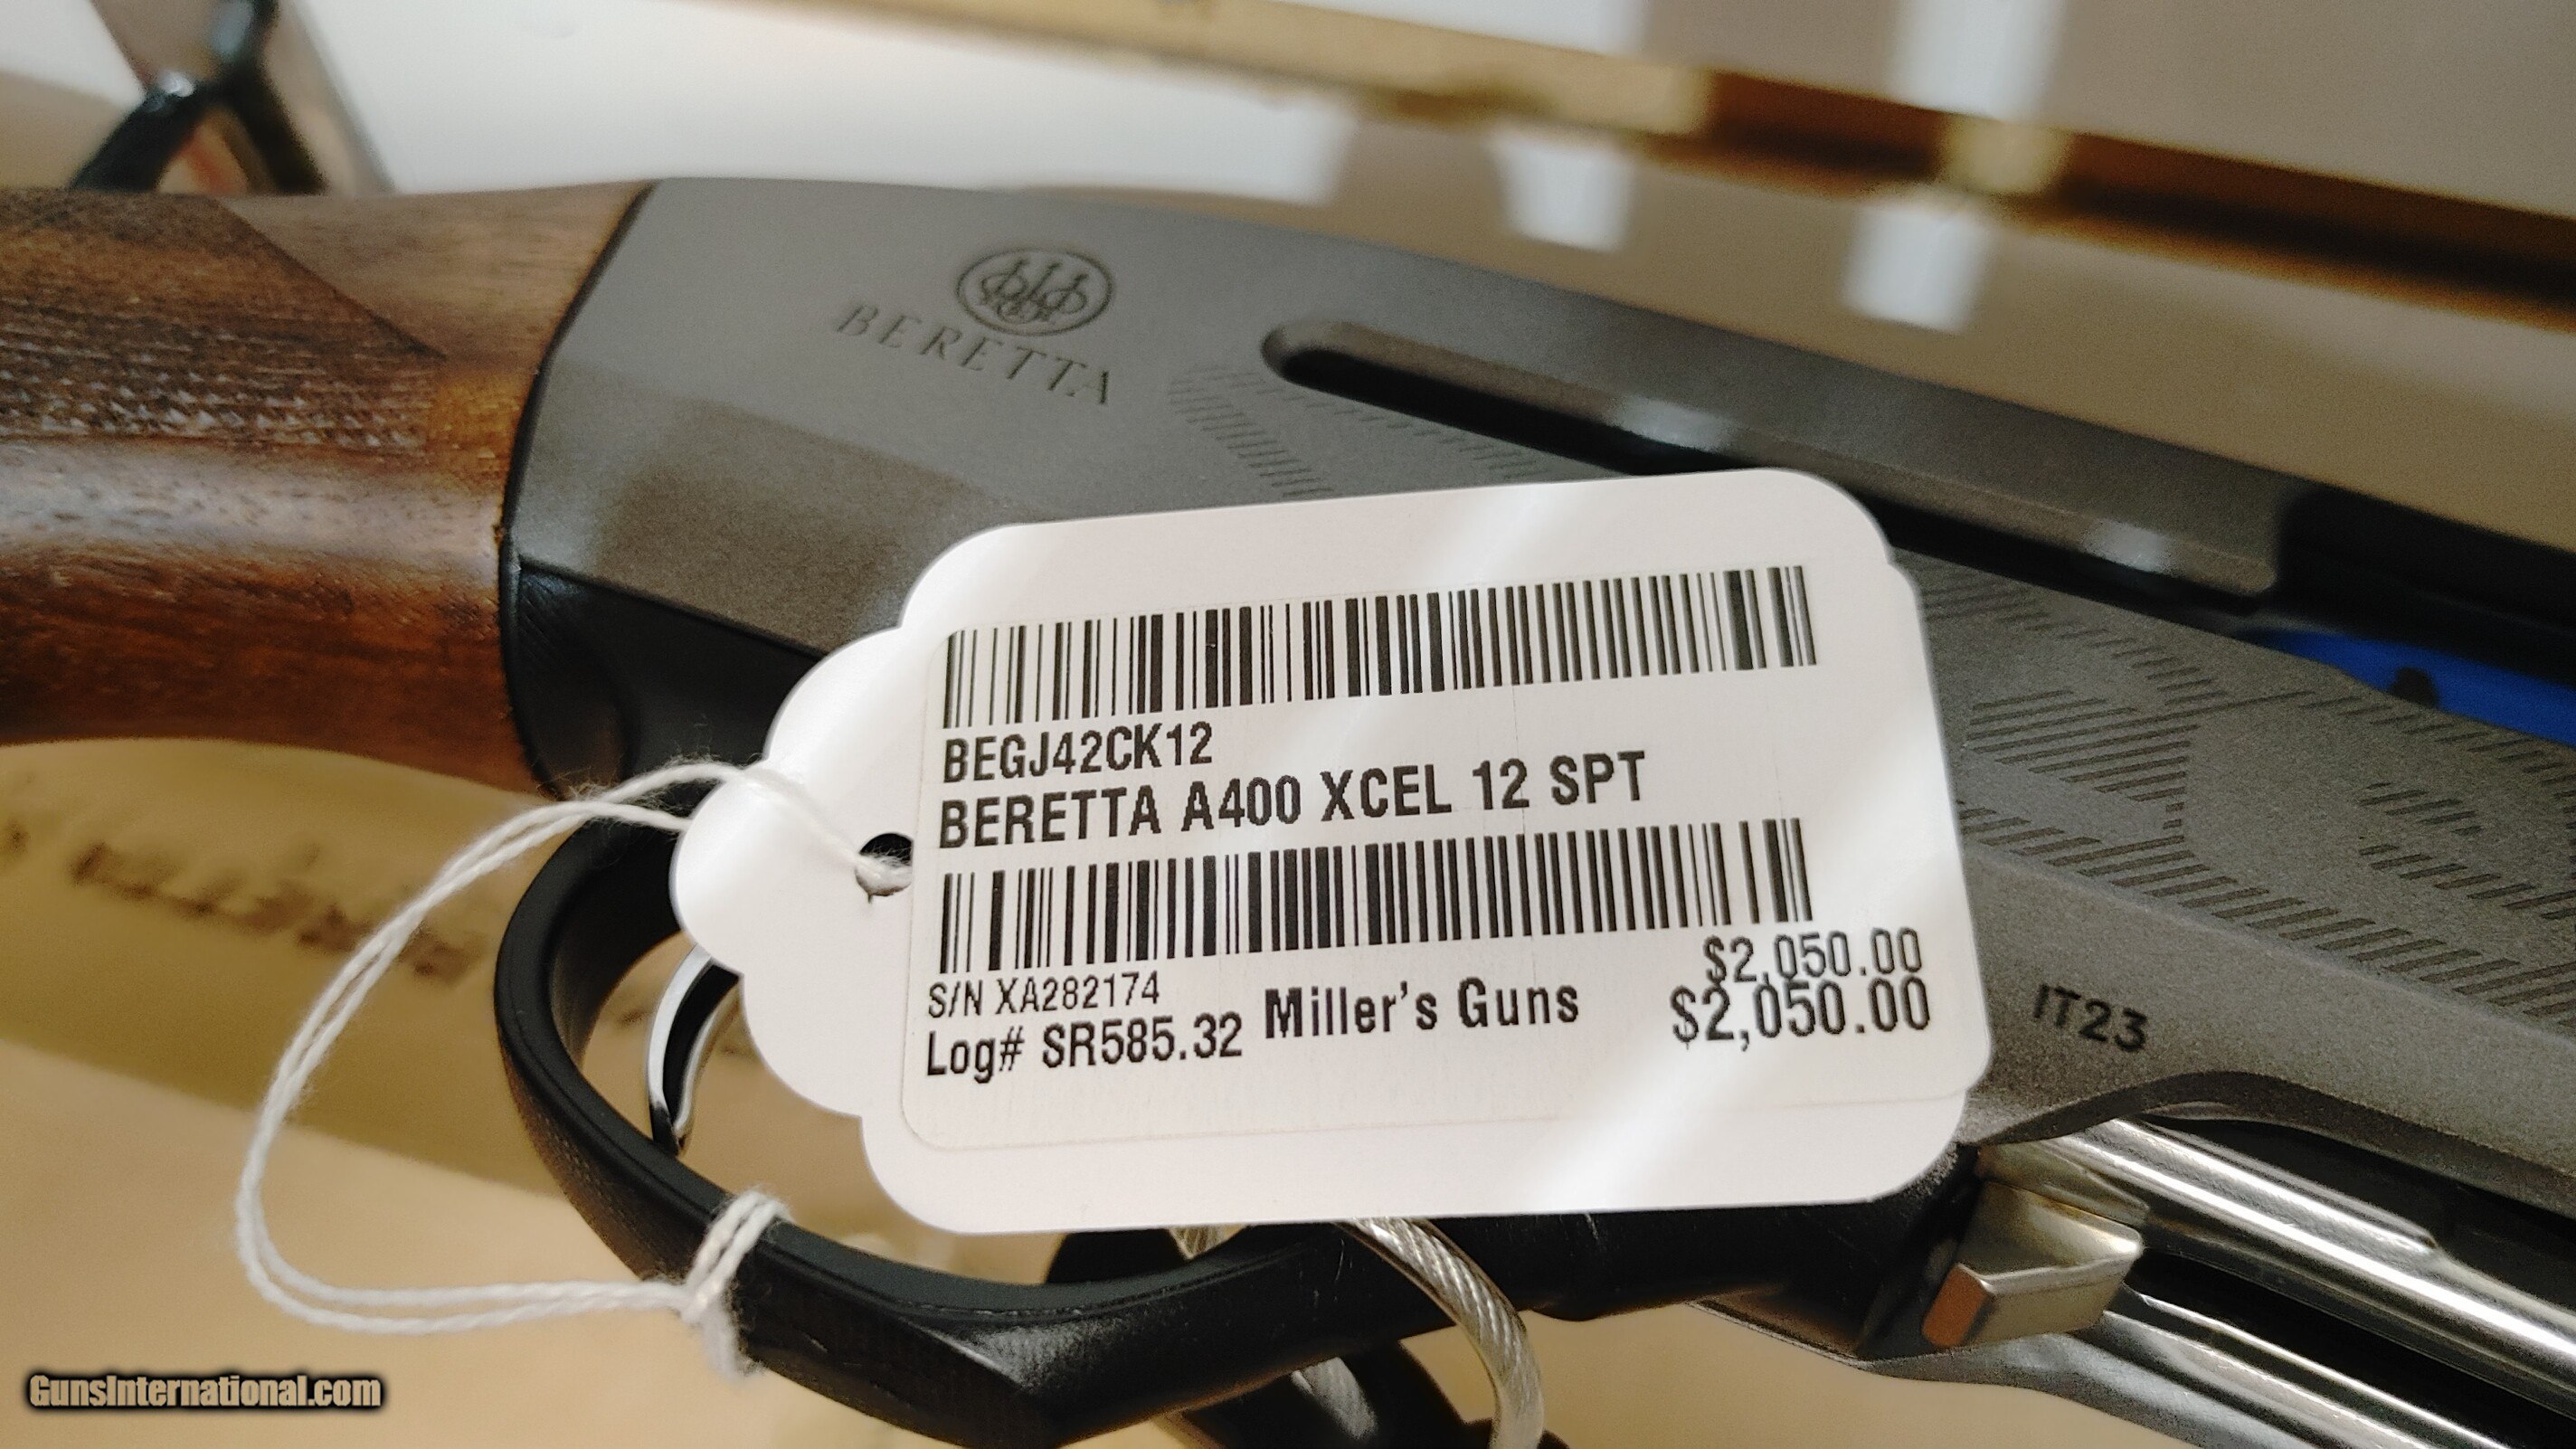 BERETTA
BEGJ42CK12
BERETTA A400 XCEL 12 SPT
$2,050.00
S/N XA282174
Log# SR585.32 Miller's Guns $2,050.00
IT23
GunsInternational.com